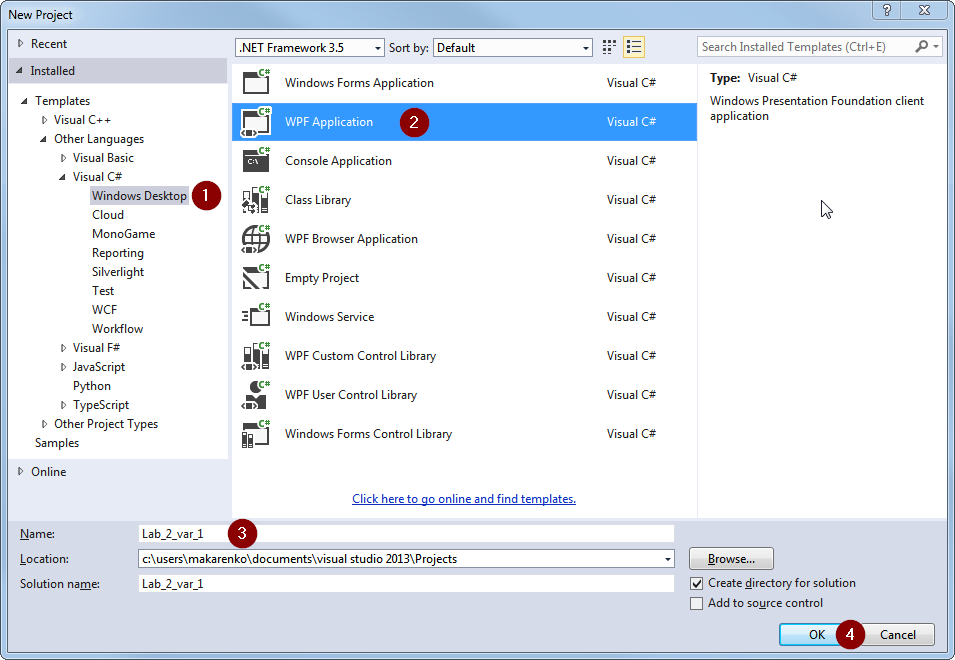 New Project
?
Recent
.NET Framework 3.5
Sort by: Default
Search Installed Templates (Ctrl+E)
Installed
Templates
Visual C++
Other Languages
Visual Basic
Visual C#
Windows Desktop 1
Cloud
MonoGame
Reporting
Silverlight
Test
WCF
Workflow
Visual F#
JavaScript
Python
TypeScript
Other Project Types
Samples
Online
C# Windows Forms Application Visual C#
C# WPF Application 2 Visual C#
C# C:\ Console Application Visual C#
C# Class Library Visual C#
C# WPF Browser Application Visual C#
C# Empty Project Visual C#
C# Windows Service Visual C#
C# WPF Custom Control Library Visual C#
C# WPF User Control Library Visual C#
C# Windows Forms Control Library Visual C#
Click here to go online and find templates.
Type: Visual C#
Windows Presentation Foundation client
application
Name: Lab_2_var_1 3
Location: c:\users\makarenko\documents\visual studio 2013\Projects
Browse...
Solution name: Lab_2_var_1
Create directory for solution
Add to source control
OK 4 Cancel